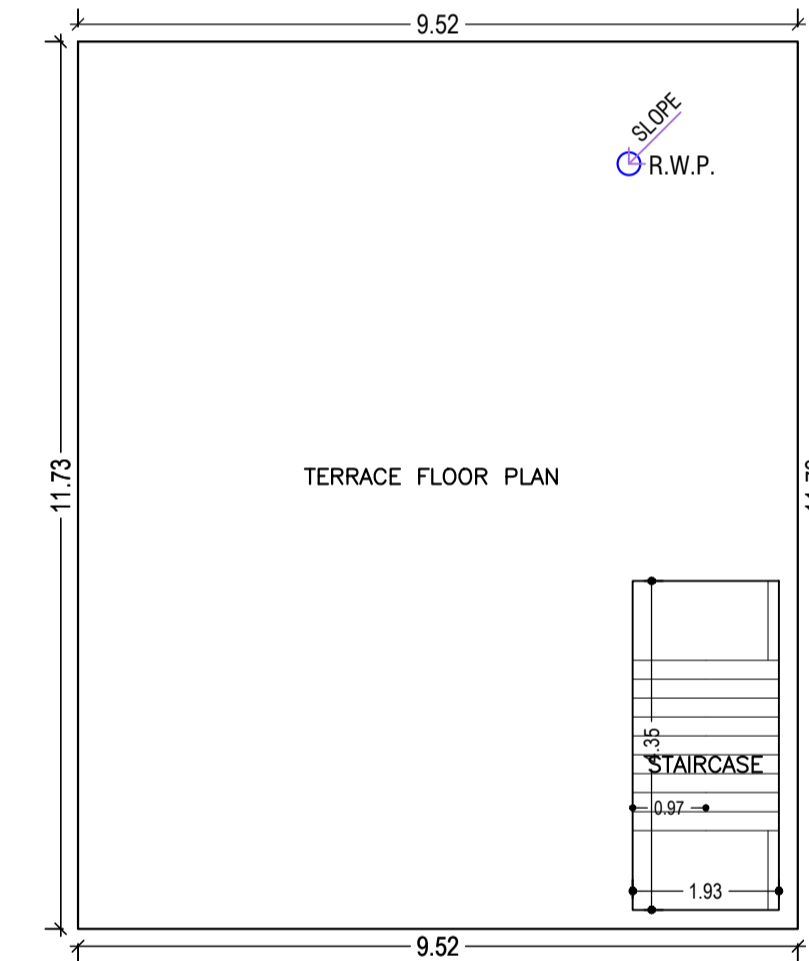 9.52
SLOPE
R.W.P.
11.73
TERRACE FLOOR PLAN
4.35
STAIRCASE
0.97
1.93
9.52